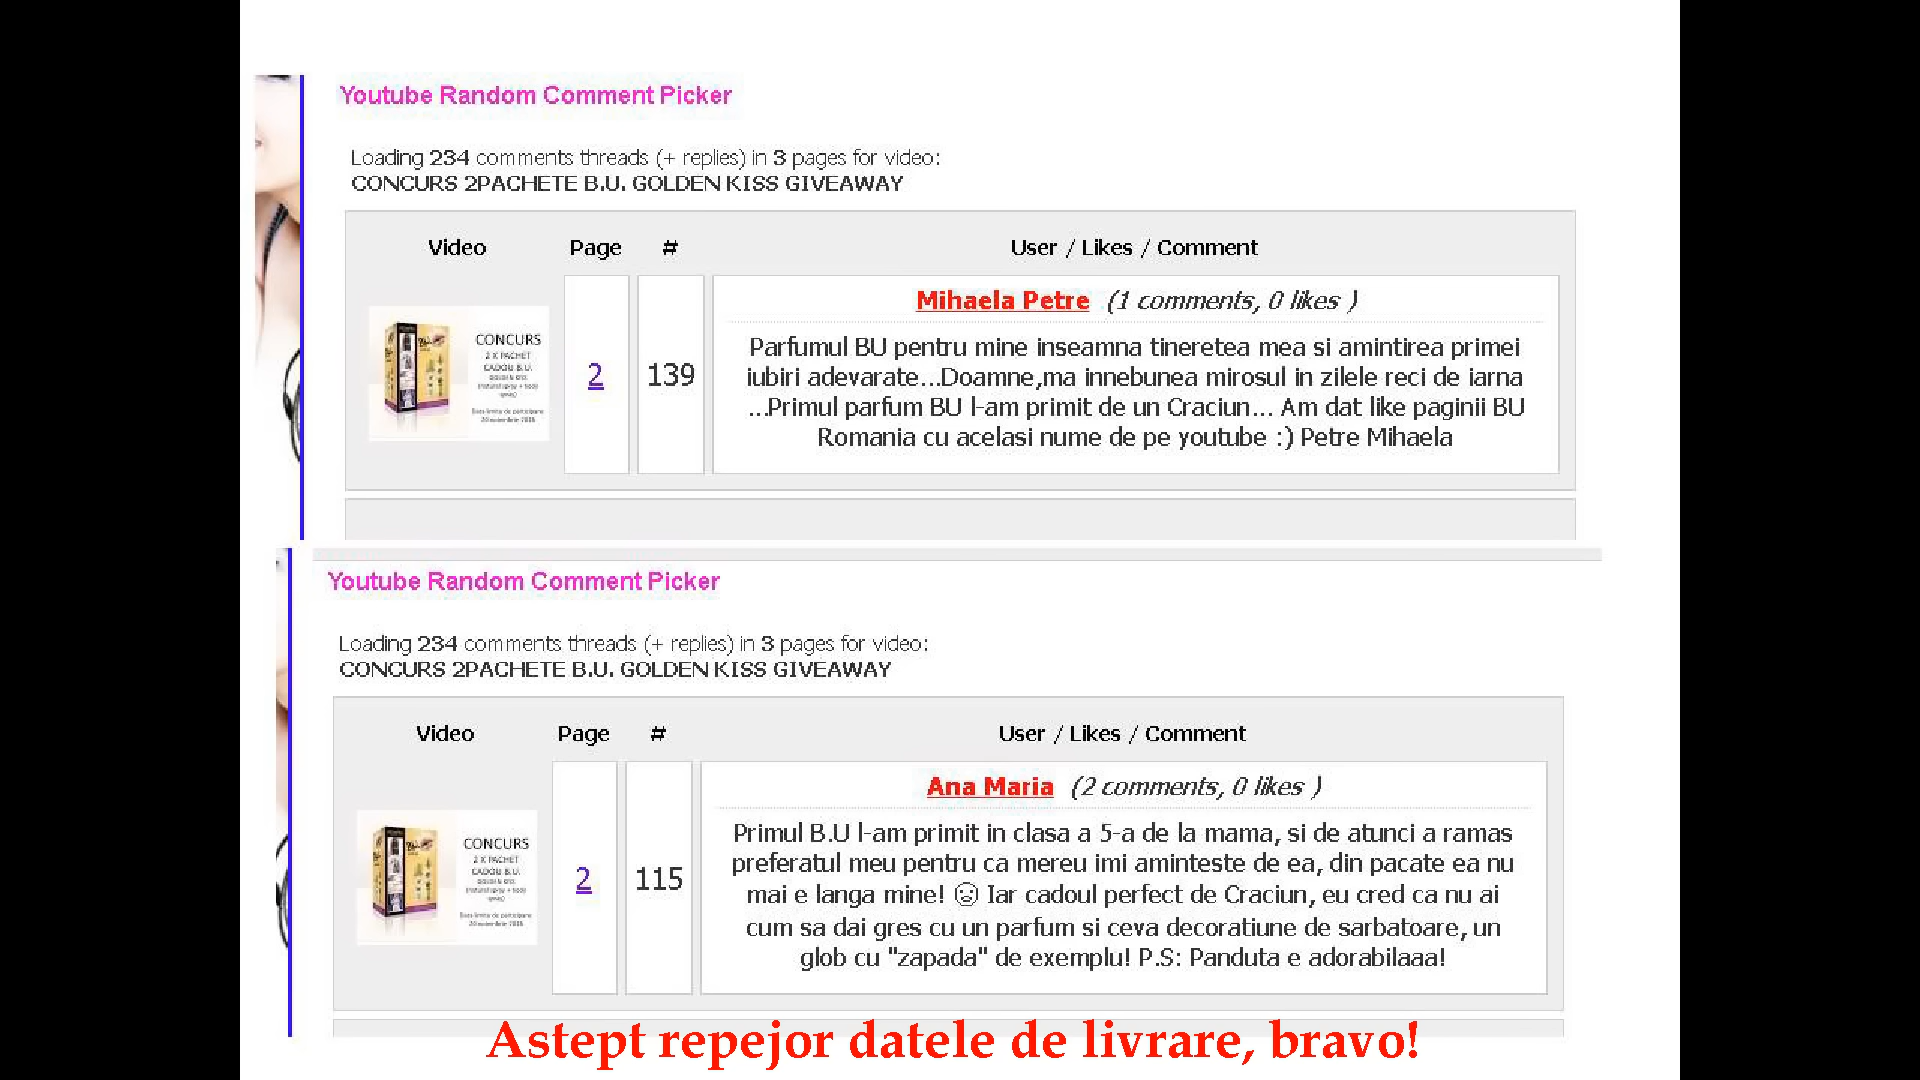 Youtube Random Comment Picker
Loading 234 comments threads (+ replies) in 3 pages for video:
CONCURS 2PACHETE B.U. GOLDEN KISS GIVEAWAY
Video Page # User / Likes / Comment
Mihaela Petre (1 comments, 0 likes )
CONCURS
2 X PACHET
CADOU B.U.
2
139
Parfumul BU pentru mine inseamna tineretea mea si amintirea primei
iubiri adevarate...Doamne,ma innebunea mirosul in zilele reci de iarna
...Primul parfum BU l-am primit de un Craciun... Am dat like paginii BU
Romania cu acelasi nume de pe youtube :) Petre Mihaela
Youtube Random Comment Picker
Loading 234 comments threads (+ replies) in 3 pages for video:
CONCURS 2PACHETE B.U. GOLDEN KISS GIVEAWAY
Video Page # User / Likes / Comment
Ana Maria (2 comments, 0 likes )
CONCURS
2 X PACHET
CADOU B.U.
2
115
Primul B.U l-am primit in clasa a 5-a de la mama, si de atunci a ramas
preferatul meu pentru ca mereu imi aminteste de ea, din pacate ea nu
mai e langa mine! ☹ Iar cadoul perfect de Craciun, eu cred ca nu ai
cum sa dai gres cu un parfum si ceva decoratiune de sarbatoare, un
glob cu "zapada" de exemplu! P.S: Panduta e adorabilaaa!
Astept repejor datele de livrare, bravo!